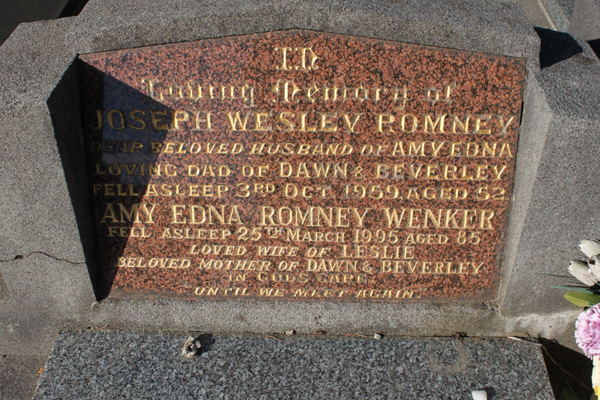 In
Loving Memory of
JOSEPH WESLEY ROMNEY
DEAR BELOVED HUSBAND OF AMY EDNA
LOVING DAD OF DAWN & BEVERLEY
FELL ASLEEP 3RD OCT. 1959 AGED 52
AMY EDNA ROMNEY WENKER
FELL ASLEEP 25TH MARCH 1995 AGED 85
LOVED WIFE OF LESLIE
BELOVED MOTHER OF DAWN & BEVERLEY
IN GODS CARE
UNTIL WE MEET AGAIN.